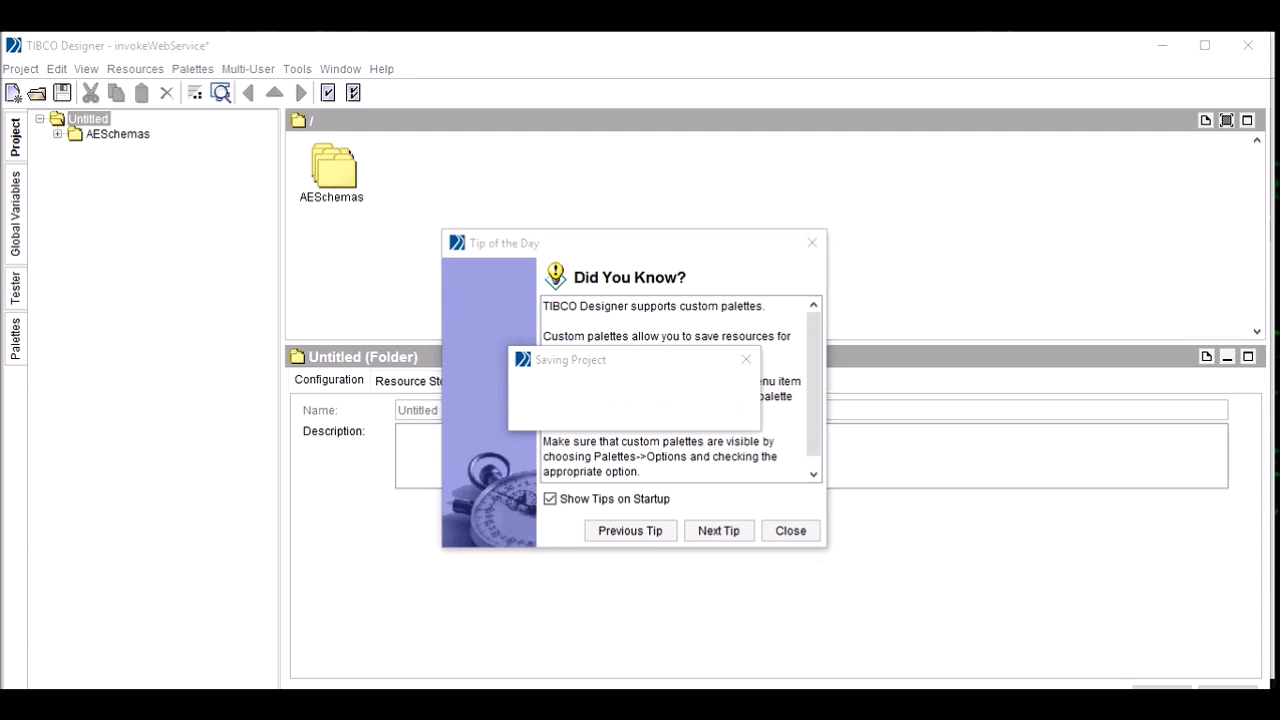 TIBCO Designer - invokeWebService*
Project Edit View Resources Palettes Multi-User Tools Window Help
Project
Global Variables
Tester
Palettes
Untitled
AESchemas
/
AESchemas
Tip of the Day
Did You Know?
TIBCO Designer supports custom palettes.
Custom palettes allow you to save resources for
Saving Project
enu item
palette
Make sure that custom palettes are visible by
choosing Palettes->Options and checking the
appropriate option.
Show Tips on Startup
Previous Tip Next Tip Close
Untitled (Folder)
Configuration Resource Sto
Name: Untitled
Description: